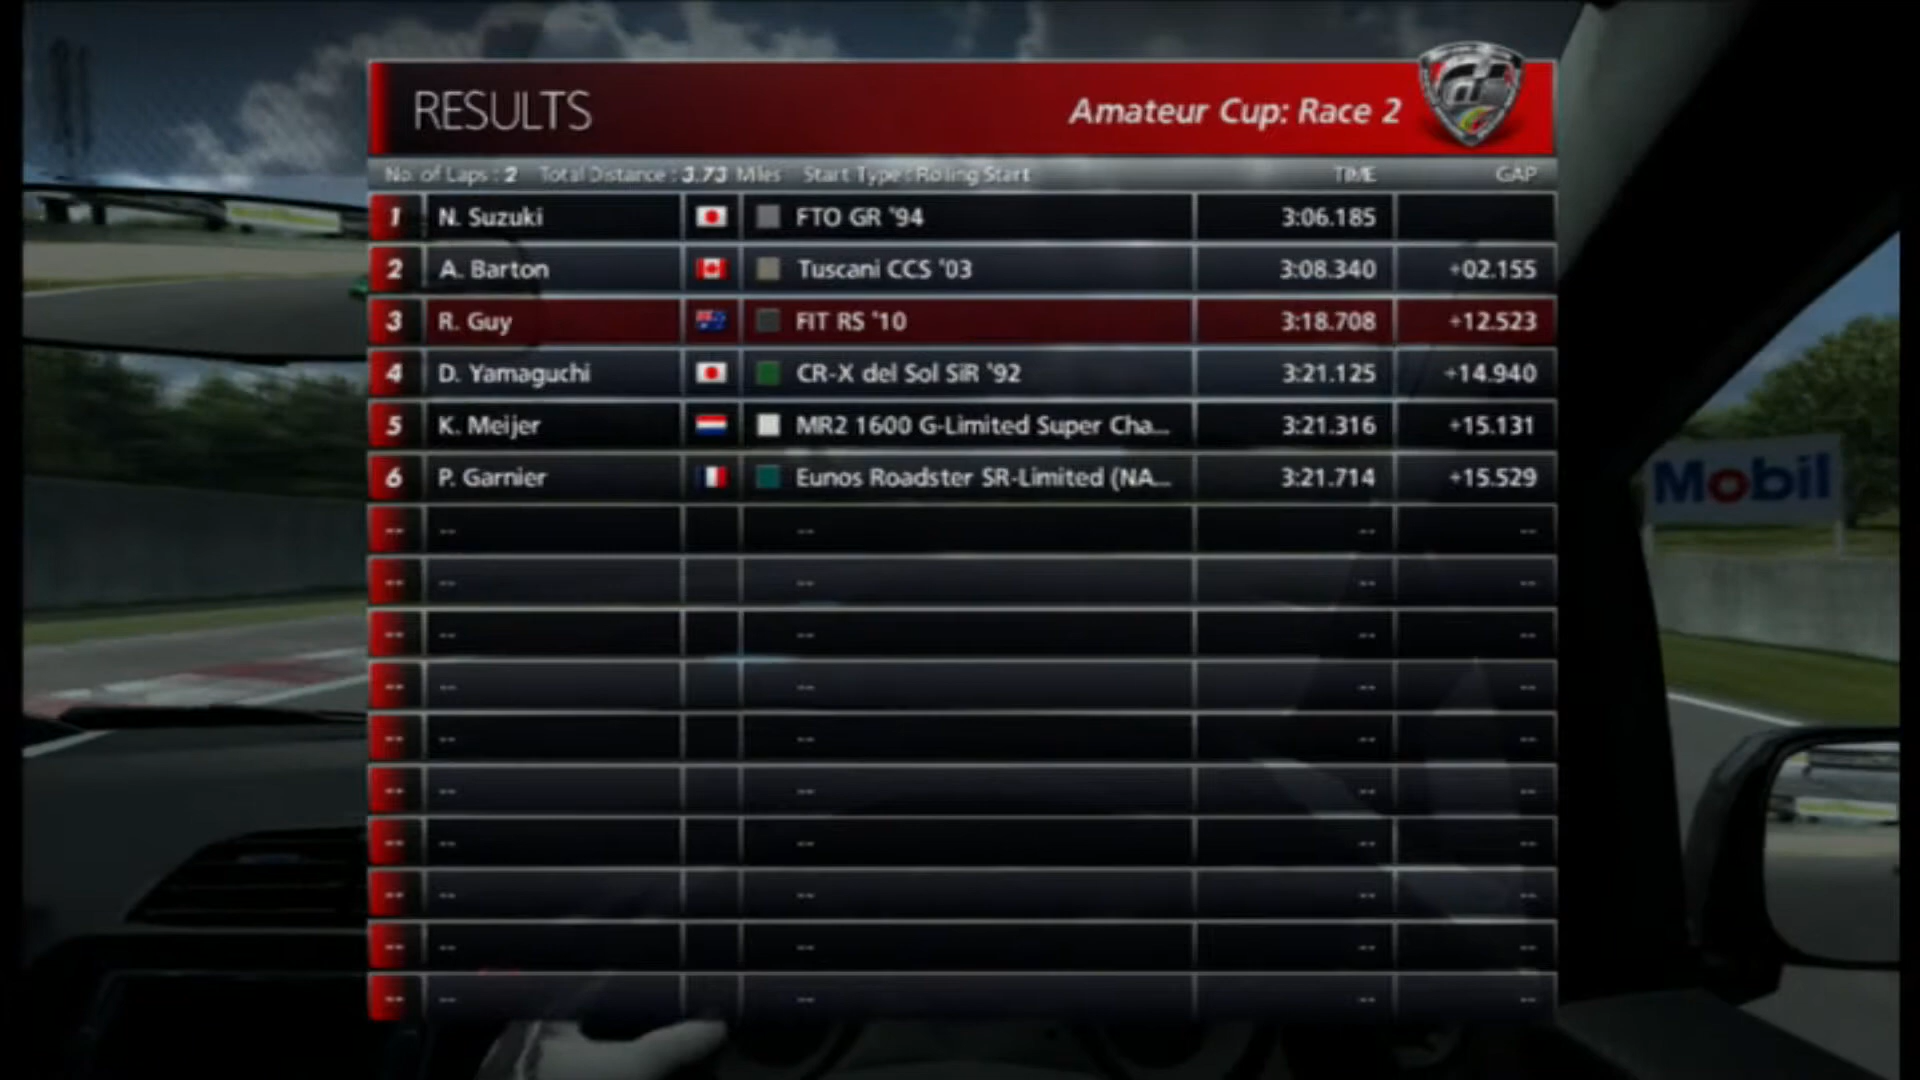 RESULTS Amateur Cup: Race 2
No. of Laps : 2 Total Distance : 3.73 Miles Start Type : Rolling Start TIME GAP
1 N. Suzuki FTO GR '94 3:06.185
2 A. Barton Tuscani CCS '03 3:08.340 +02.155
3 R. Guy FIT RS '10 3:18.708 +12.523
4 D. Yamaguchi CR-X del Sol SiR '92 3:21.125 +14.940
5 K. Meijer MR2 1600 G-Limited Super Cha... 3:21.316 +15.131
6 P. Garnier Eunos Roadster SR-Limited (NA... 3:21.714 +15.529
-- -- -- -- --
-- -- -- -- --
-- -- -- -- --
-- -- -- -- --
-- -- -- -- --
-- -- -- -- --
-- -- -- -- --
-- -- -- -- --
-- -- -- -- --
-- -- -- -- --
Mobil